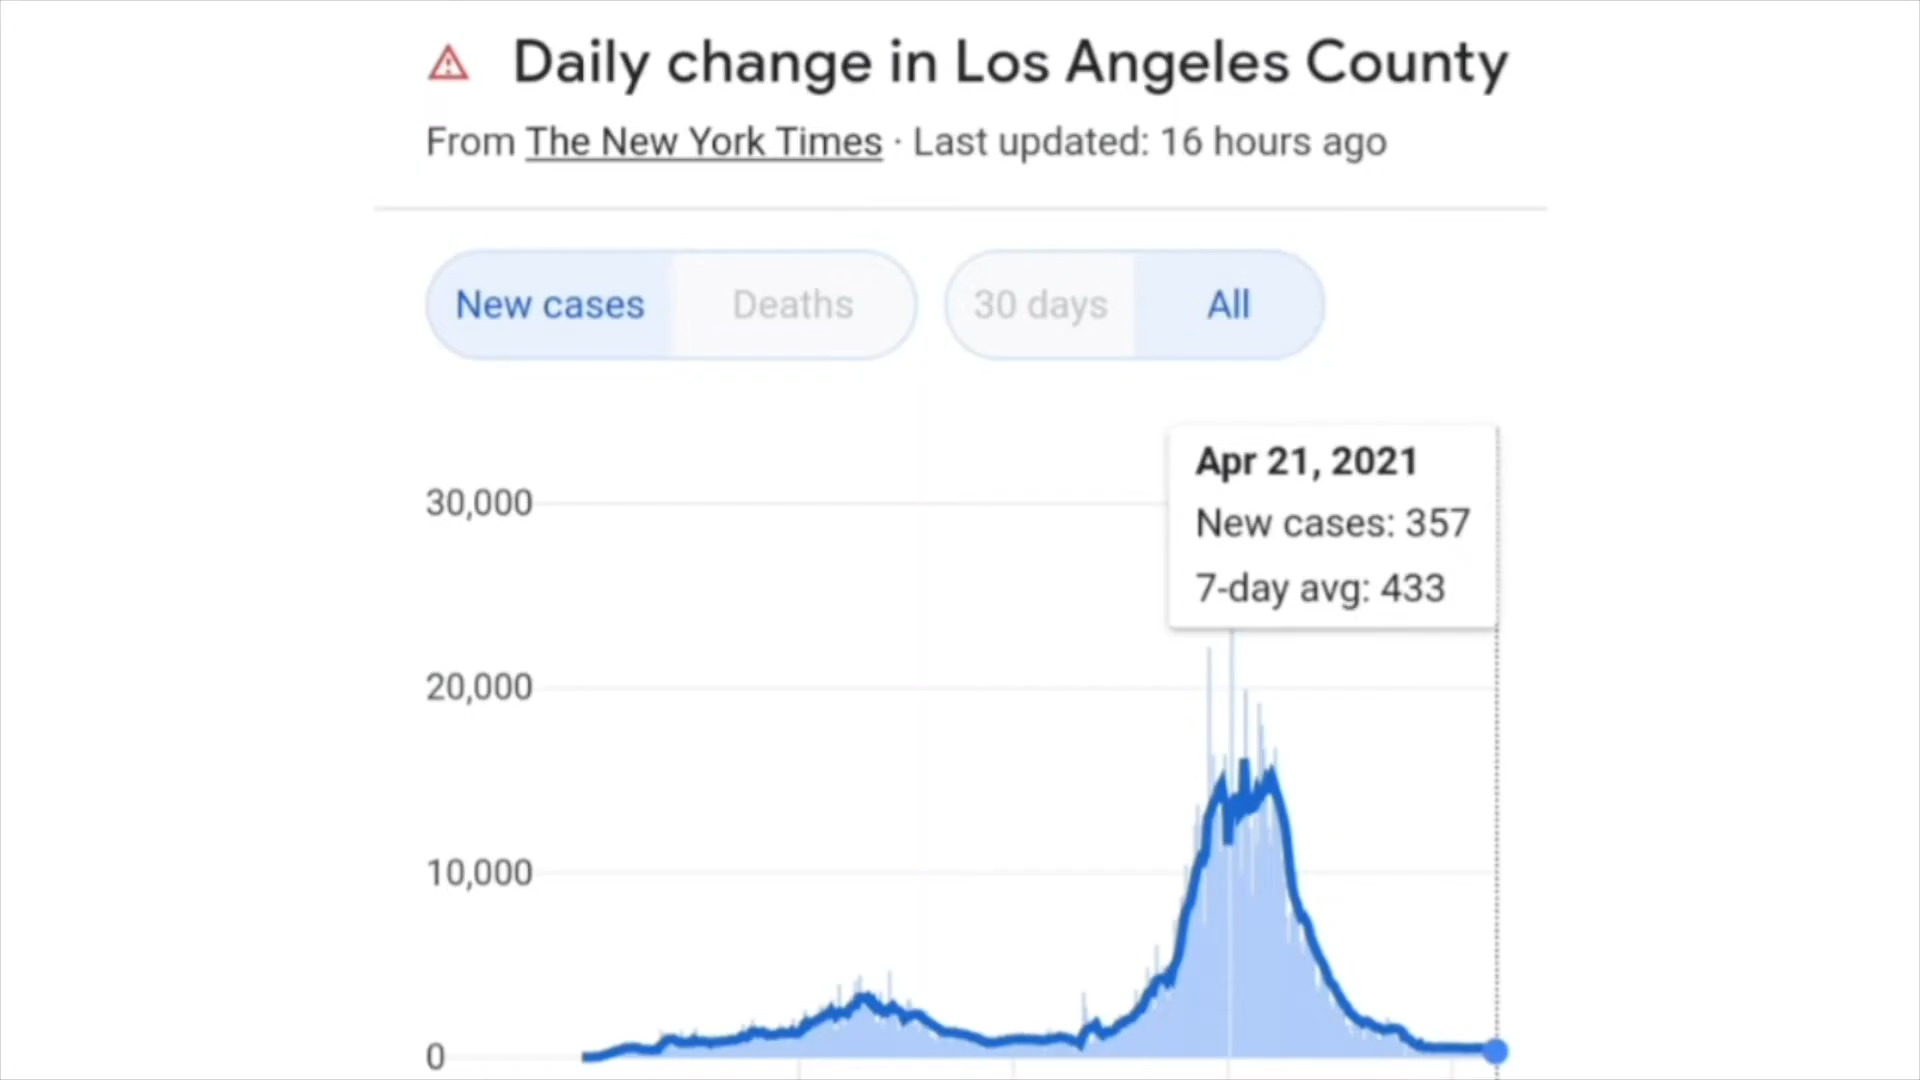 Daily change in Los Angeles County
From The New York Times · Last updated: 16 hours ago
New cases Deaths 30 days All
Apr 21, 2021
New cases: 357
7-day avg: 433
30,000
20,000
10,000
0